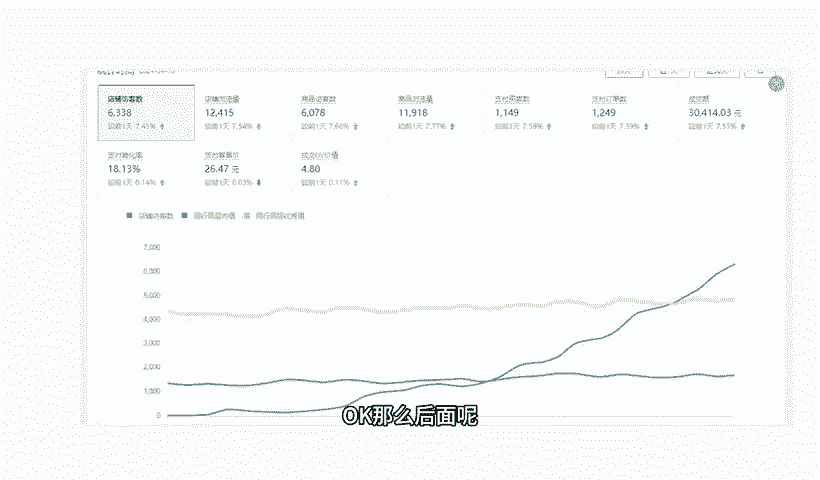 店铺访客数 店铺浏览量 商品访客数 商品浏览量 支付买家数 支付订单数 成交额
6,338 12,415 6,078 11,918 1,149 1,249 30,414.03 元
较前1天 7.41% 较前1天 7.54% 较前1天 7.66% 较前1天 7.77% 较前1天 7.58% 较前1天 7.39% 较前1天 7.55%
支付转化率 支付客单价 成交UV价值
18.13% 26.47 元 4.80
较前1天 0.14% 较前1天 0.03% 较前1天 0.11%
店铺访客数
7,000
6,000
5,000
4,000
3,000
2,000
1,000
0
OK那么后面呢